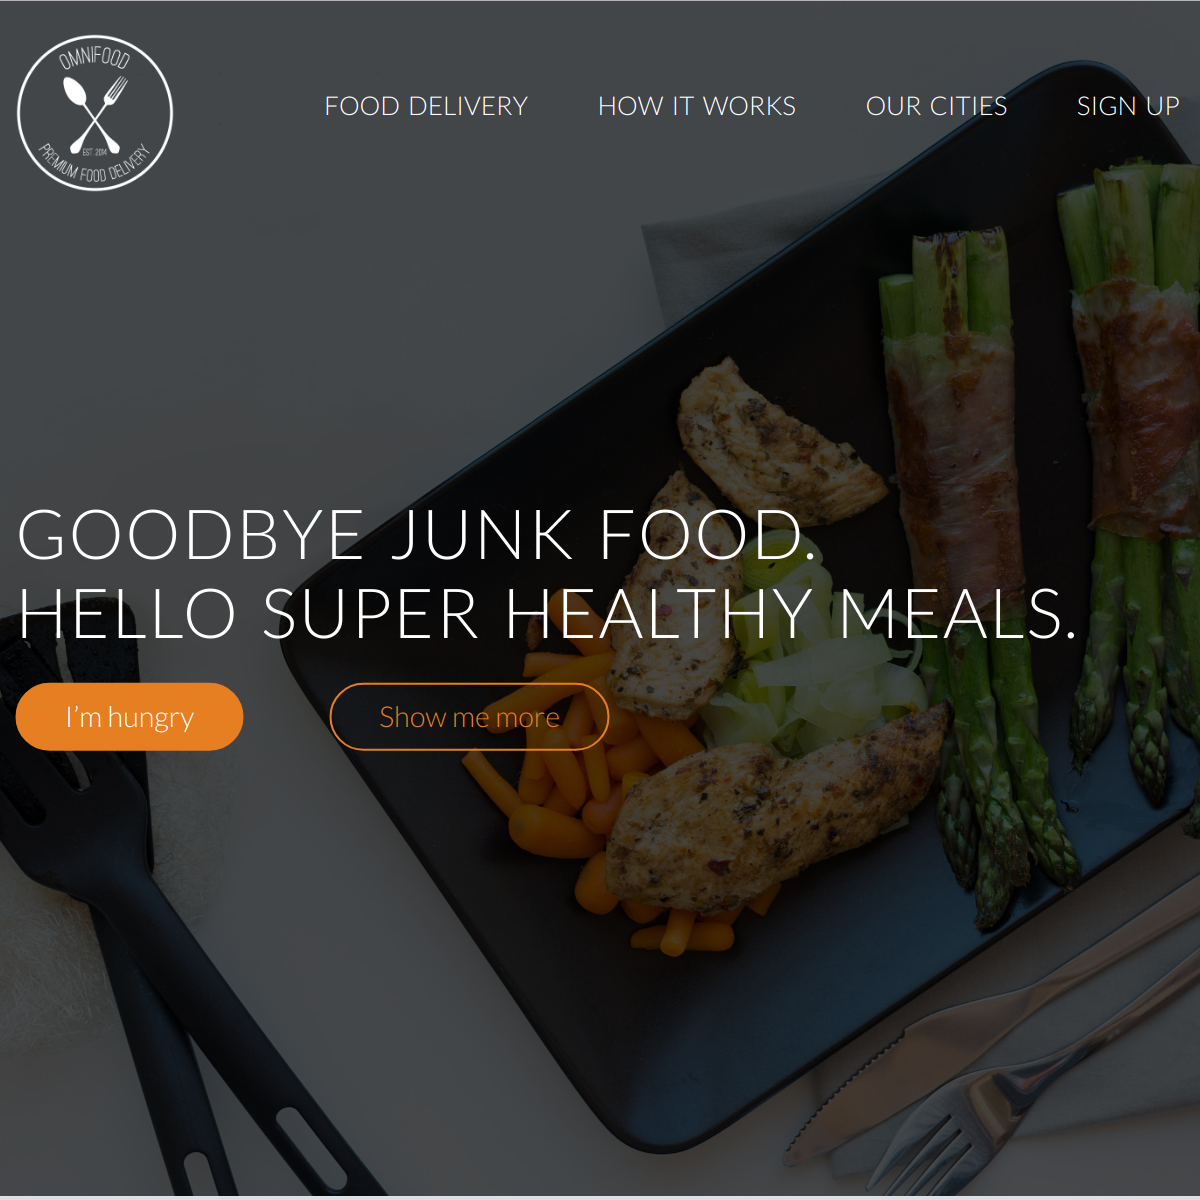 OMNIFOOD
EST. 2014
PREMIUM FOOD DELIVERY
FOOD DELIVERY
HOW IT WORKS
OUR CITIES
SIGN UP
GOODBYE JUNK FOOD.
HELLO SUPER HEALTHY MEALS.
I’m hungry
Show me more